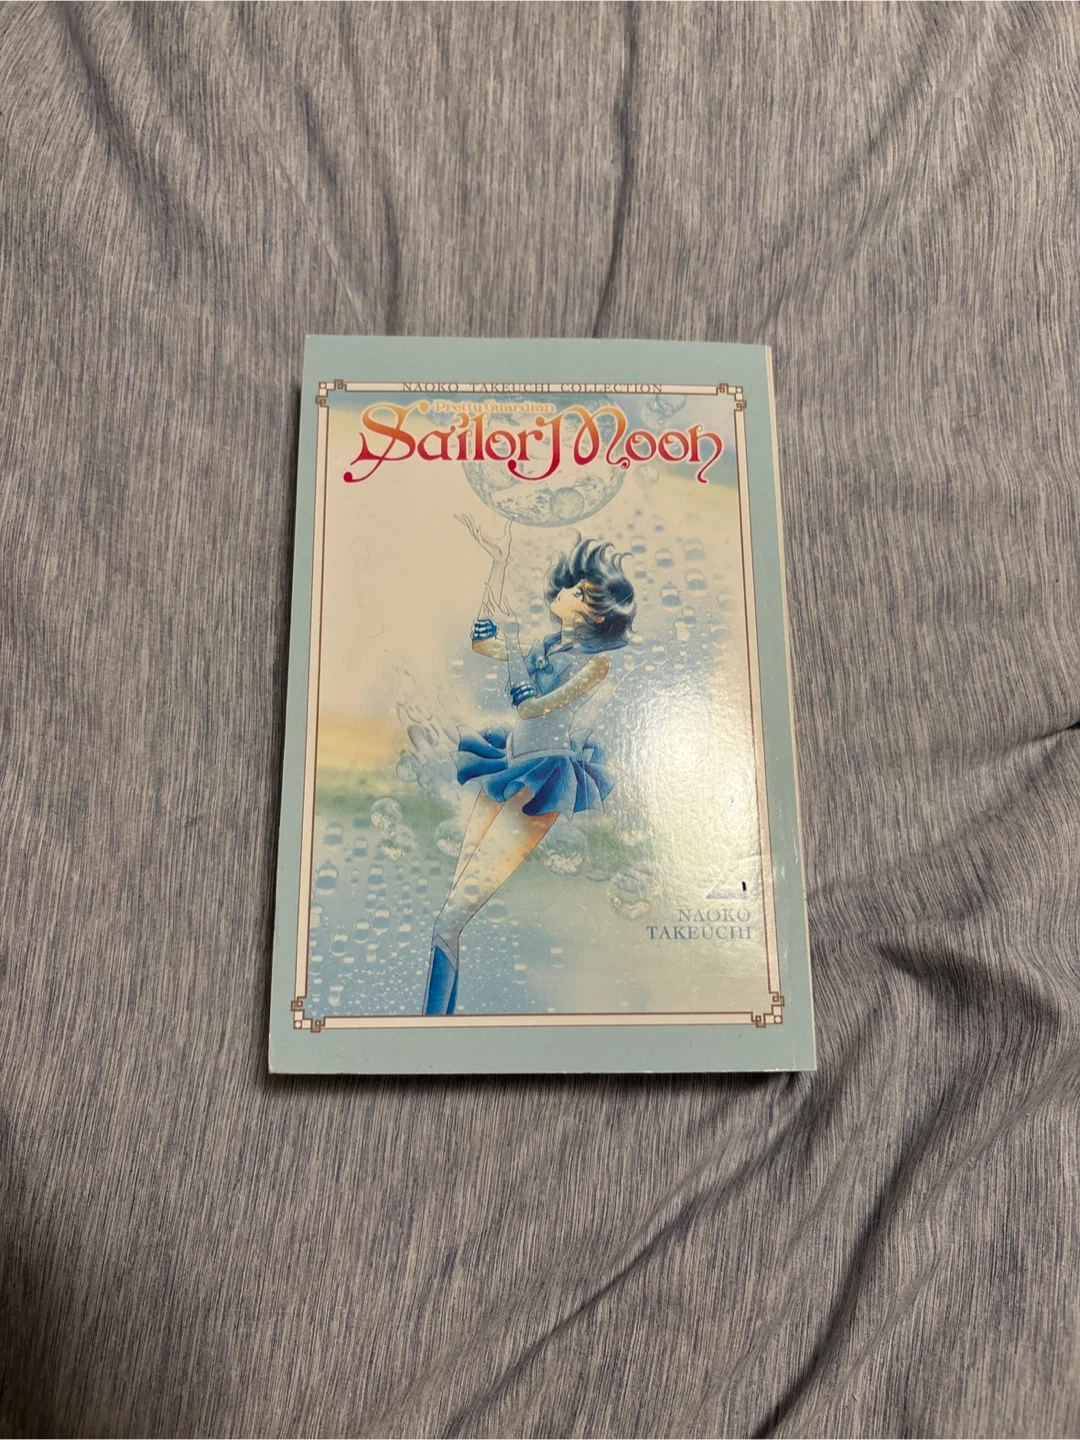 NAOKO TAKEUCHI COLLECTION
Pretty Guardian
Sailor Moon
2
NAOKO
TAKEUCHI